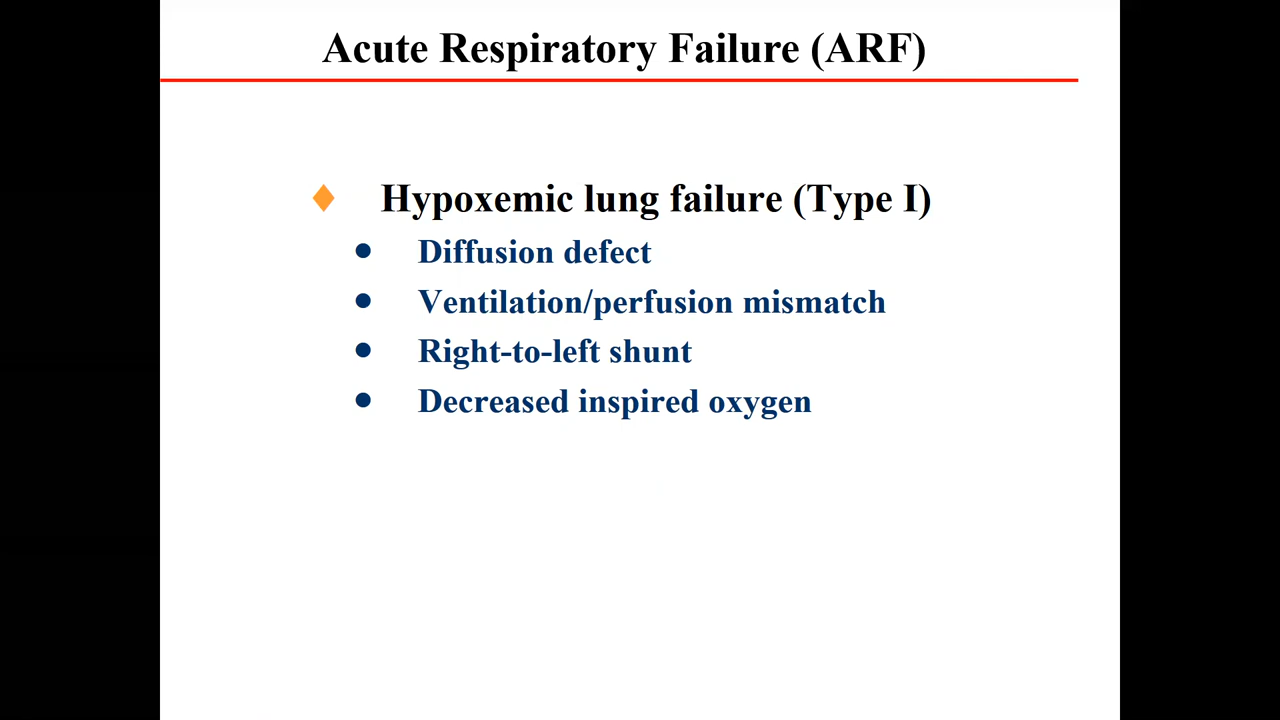 Acute Respiratory Failure (ARF)
Hypoxemic lung failure (Type I)
Diffusion defect
Ventilation/perfusion mismatch
Right-to-left shunt
Decreased inspired oxygen